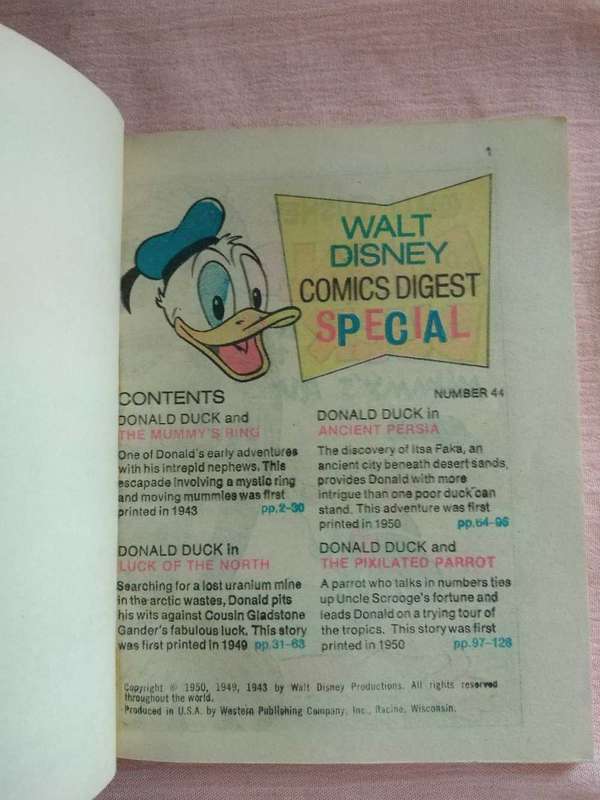 1
WALT
DISNEY
COMICS DIGEST
SPECIAL
CONTENTS
NUMBER 44
DONALD DUCK and
THE MUMMY'S RING
One of Donald's early adventures
with his intrepid nephews. This
escapade involving a mystic ring
and moving mummies was first
printed in 1943 pp.2-30
DONALD DUCK in
LUCK OF THE NORTH
Searching for a lost uranium mine
in the arctic wastes, Donald pits
his wits against Cousin Gladstone
Gander's fabulous luck. This story
was first printed in 1949 pp.31-63
DONALD DUCK in
ANCIENT PERSIA
The discovery of Itsa Faka, an
ancient city beneath desert sands,
provides Donald with more
intrigue than one poor duck can
stand. This adventure was first
printed in 1950 pp.64-96
DONALD DUCK and
THE PIXILATED PARROT
A parrot who talks in numbers ties
up Uncle Scrooge's fortune and
leads Donald on a trying tour of
the tropics. This story was first
printed in 1950 pp.97-128
Copyright © 1950, 1949, 1943 by Walt Disney Productions. All rights reserved
throughout the world.
Produced in U.S.A. by Western Publishing Company, Inc., Racine, Wisconsin.